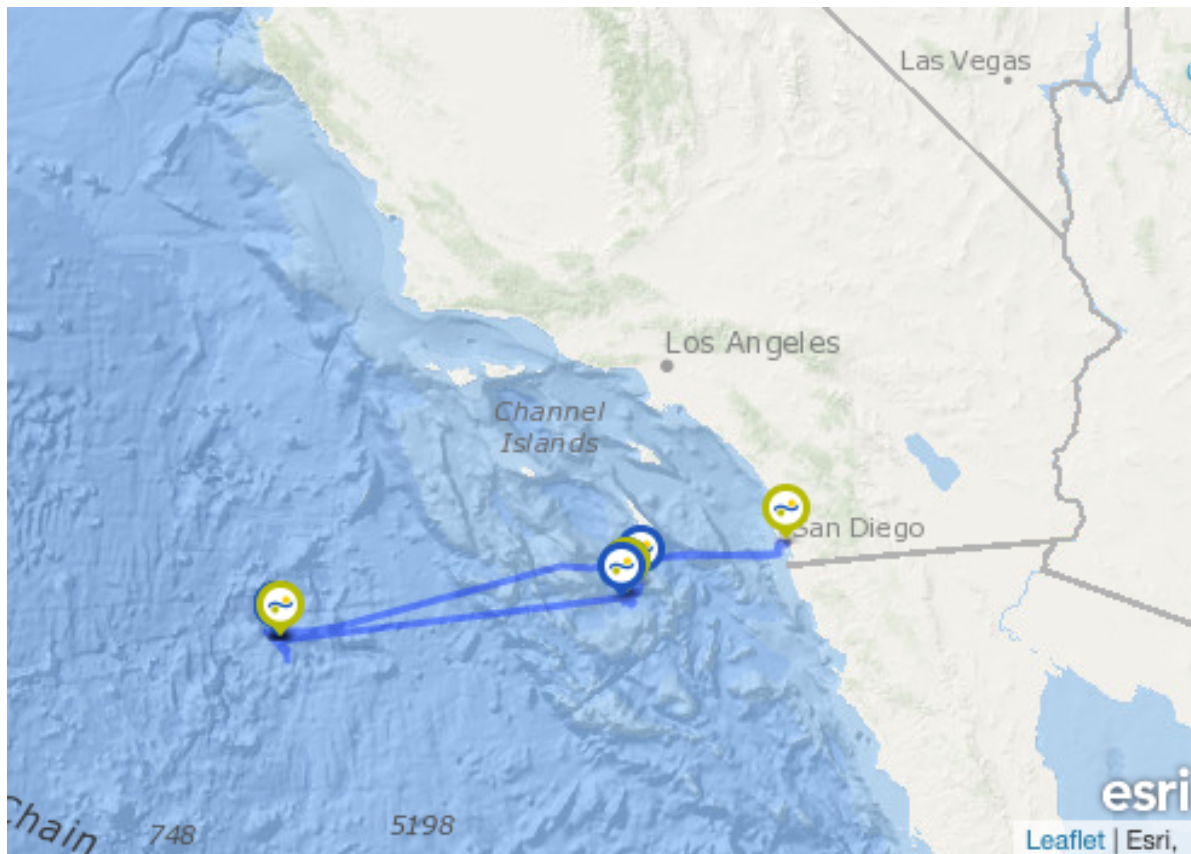 Las Vegas
Los Angeles
Channel
Islands
San Diego
Chain
748
5198
esri
Leaflet | Esri,